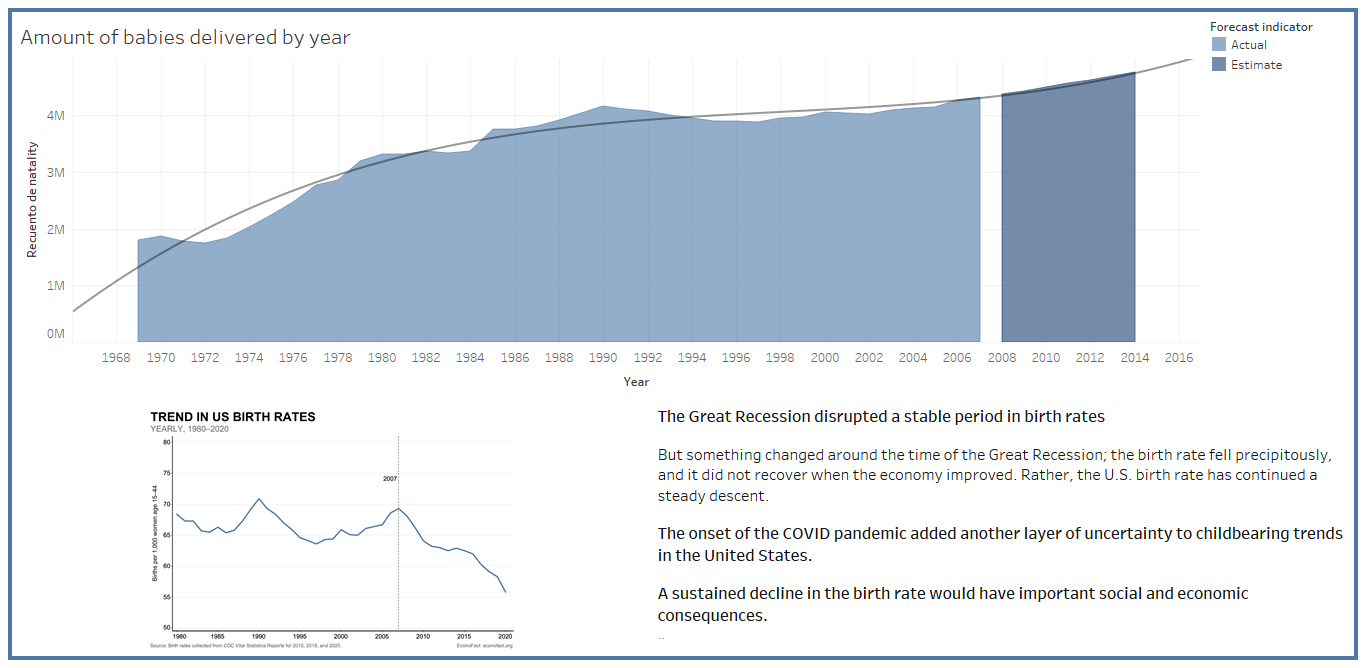 Amount of babies delivered by year
Forecast indicator
Actual
Estimate
Recuento de natality
4M
3M
2M
1M
0M
1968 1970 1972 1974 1976 1978 1980 1982 1984 1986 1988 1990 1992 1994 1996 1998 2000 2002 2004 2006 2008 2010 2012 2014 2016
Year
TREND IN US BIRTH RATES
YEARLY, 1980–2020
Births per 1,000 women age 15-44
80
75
70
65
60
55
50
2007
1980 1985 1990 1995 2000 2005 2010 2015 2020
Source: Birth rates collected from CDC Vital Statistics Reports for 2015, 2019, and 2020.
EconoFact econofact.org
The Great Recession disrupted a stable period in birth rates
But something changed around the time of the Great Recession; the birth rate fell precipitously,
and it did not recover when the economy improved. Rather, the U.S. birth rate has continued a
steady descent.
The onset of the COVID pandemic added another layer of uncertainty to childbearing trends
in the United States.
A sustained decline in the birth rate would have important social and economic
consequences.
..